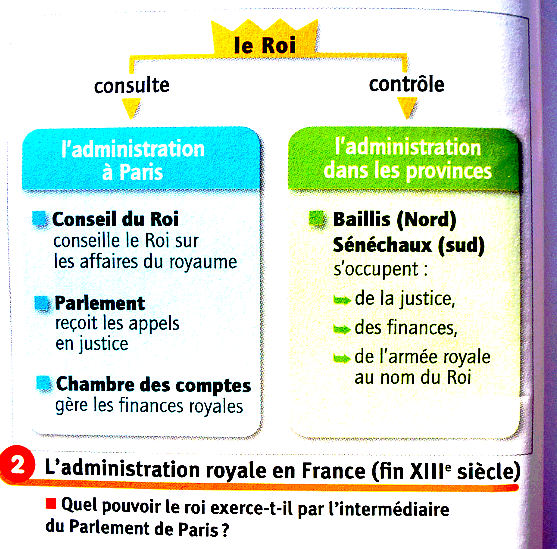 le Roi
consulte
contrôle
l'administration
à Paris
Conseil du Roi
conseille le Roi sur
les affaires du royaume
Parlement
reçoit les appels
en justice
Chambre des comptes
gère les finances royales
l'administration
dans les provinces
Baillis (Nord)
Sénéchaux (sud)
s'occupent :
de la justice,
des finances,
de l'armée royale
au nom du Roi
2 L'administration royale en France (fin XIIIe siècle)
Quel pouvoir le roi exerce-t-il par l'intermédiaire
du Parlement de Paris ?